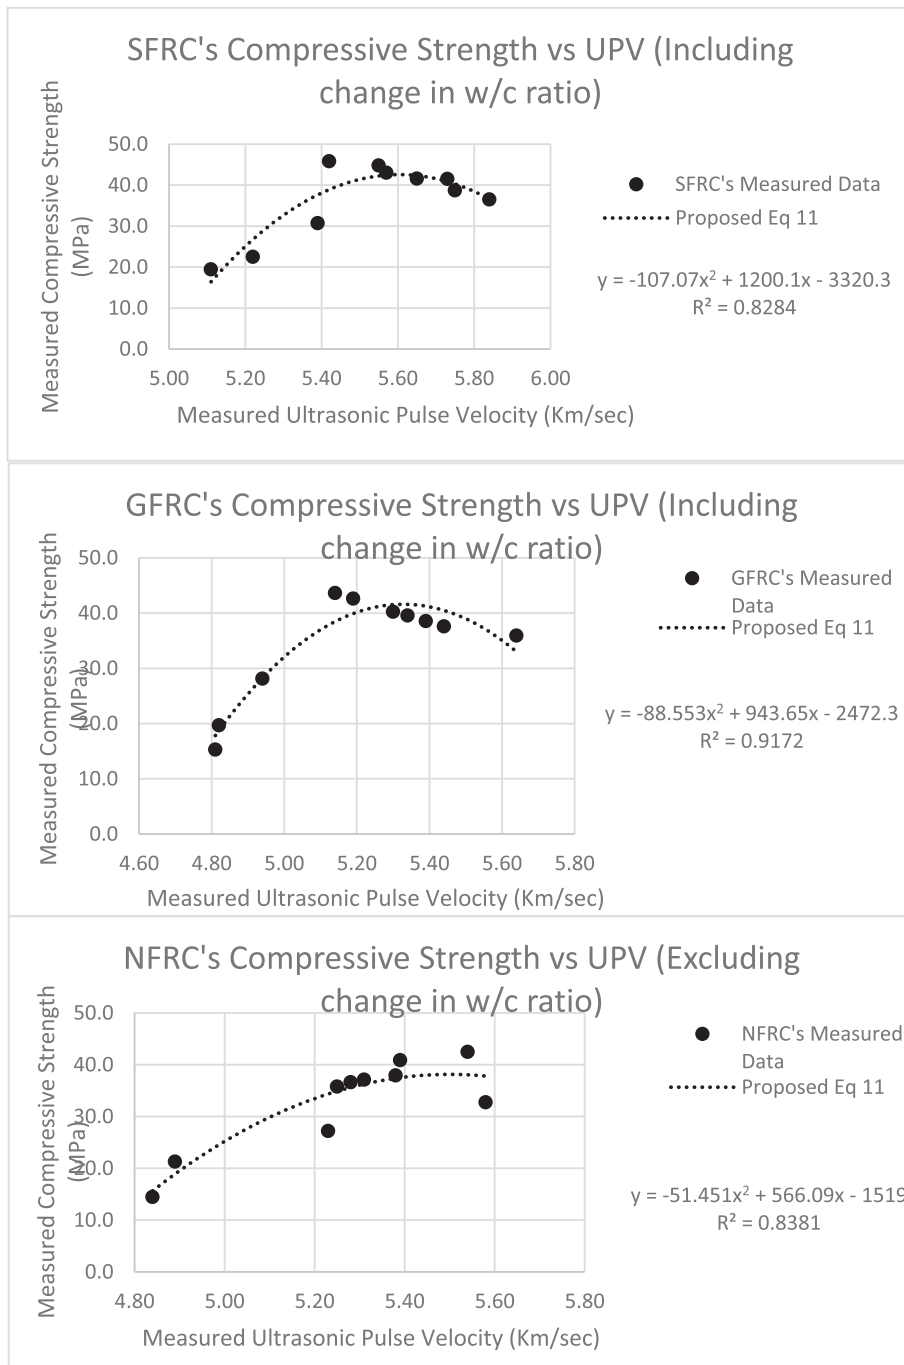 SFRC's Compressive Strength vs UPV (Including
change in w/c ratio)
Measured Compressive Strength
(MPa)
50.0
40.0
30.0
20.0
10.0
0.0
5.00 5.20 5.40 5.60 5.80 6.00
Measured Ultrasonic Pulse Velocity (Km/sec)
SFRC's Measured Data
Proposed Eq 11
y = -107.07x² + 1200.1x - 3320.3
R² = 0.8284
GFRC's Compressive Strength vs UPV (Including
change in w/c ratio)
Measured Compressive Strength
(MPa)
50.0
40.0
30.0
20.0
10.0
0.0
4.60 4.80 5.00 5.20 5.40 5.60 5.80
Measured Ultrasonic Pulse Velocity (Km/sec)
GFRC's Measured
Data
Proposed Eq 11
y = -88.553x² + 943.65x - 2472.3
R² = 0.9172
NFRC's Compressive Strength vs UPV (Excluding
change in w/c ratio)
Measured Compressive Strength
(MPa)
50.0
40.0
30.0
20.0
10.0
0.0
4.80 5.00 5.20 5.40 5.60 5.80
Measured Ultrasonic Pulse Velocity (Km/sec)
NFRC's Measured
Data
Proposed Eq 11
y = -51.451x² + 566.09x - 1519
R² = 0.8381